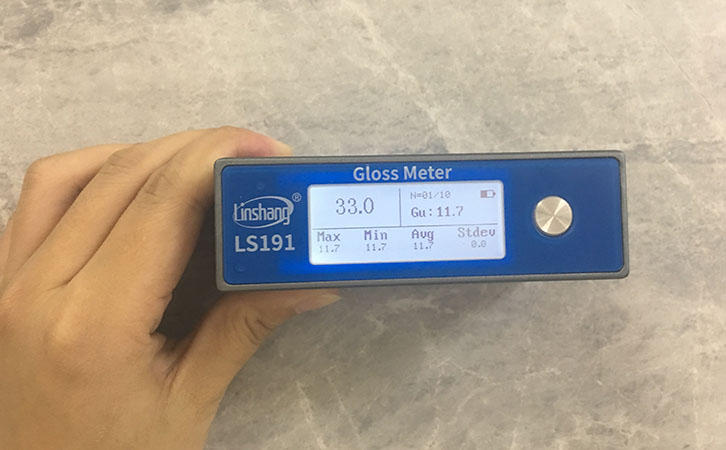 Gloss Meter
Linshang®
LS191
33.0
N=01/10
Gu:11.7
Max Min Avg Stdev
11.7 11.7 11.7 0.0